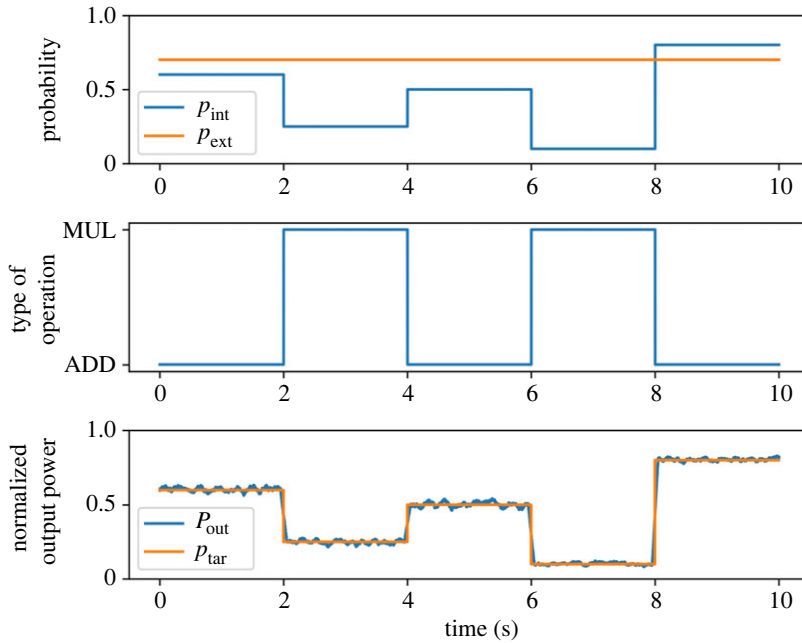 probability
1.0
0.5
0
p_int
p_ext
0 2 4 6 8 10
type of
operation
MUL
ADD
0 2 4 6 8 10
normalized
output power
1.0
0.5
0
P_out
p_tar
0 2 4 6 8 10
time (s)